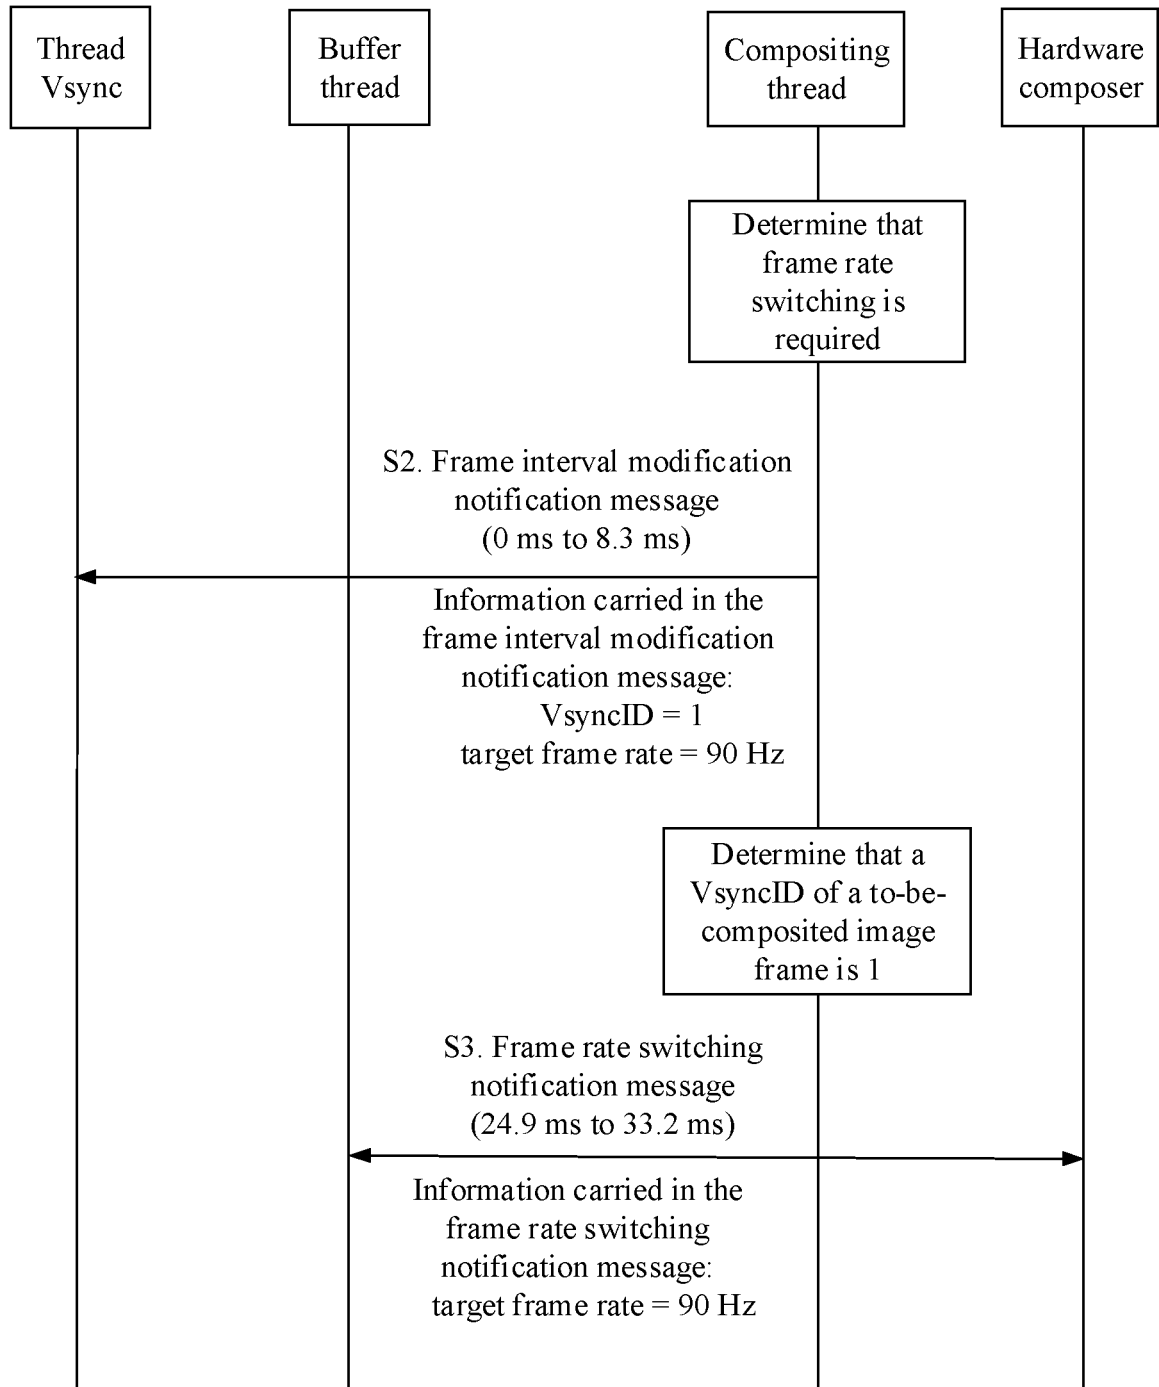 Thread
Vsync
Buffer
thread
Compositing
thread
Hardware
composer
Determine that
frame rate
switching is
required
S2. Frame interval modification
notification message
(0 ms to 8.3 ms)
Information carried in the
frame interval modification
notification message:
VsyncID = 1
target frame rate = 90 Hz
Determine that a
VsyncID of a to-be-
composited image
frame is 1
S3. Frame rate switching
notification message
(24.9 ms to 33.2 ms)
Information carried in the
frame rate switching
notification message:
target frame rate = 90 Hz